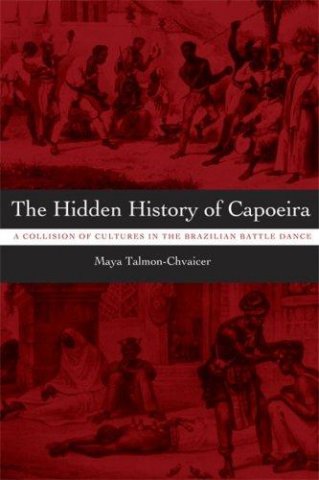 The Hidden History of Capoeira
A COLLISION OF CULTURES IN THE BRAZILIAN BATTLE DANCE
Maya Talmon-Chvaicer